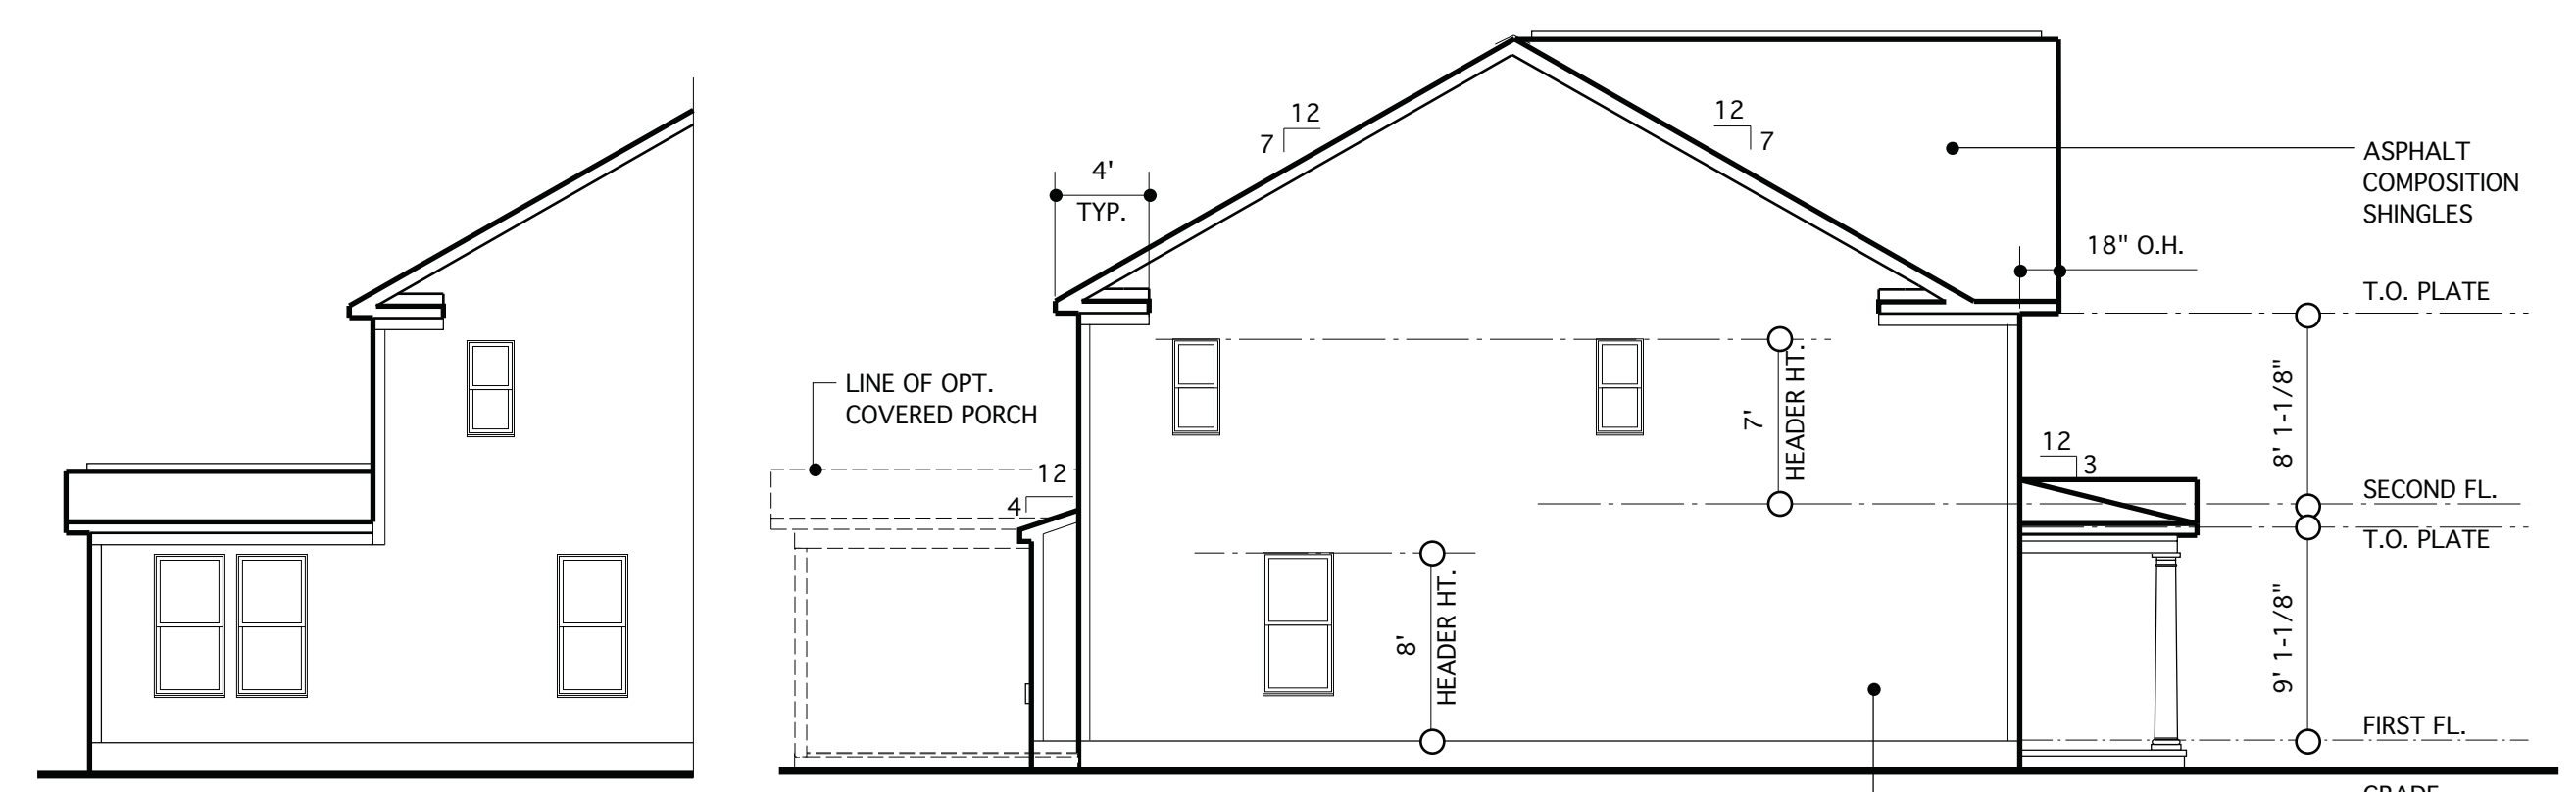 12
7
12
7
4'
TYP.
ASPHALT
COMPOSITION
SHINGLES
18" O.H.
T.O. PLATE
LINE OF OPT.
COVERED PORCH
7'
HEADER HT.
8' 1-1/8"
12
4
12
3
SECOND FL.
T.O. PLATE
8'
HEADER HT.
9' 1-1/8"
FIRST FL.
GRADE